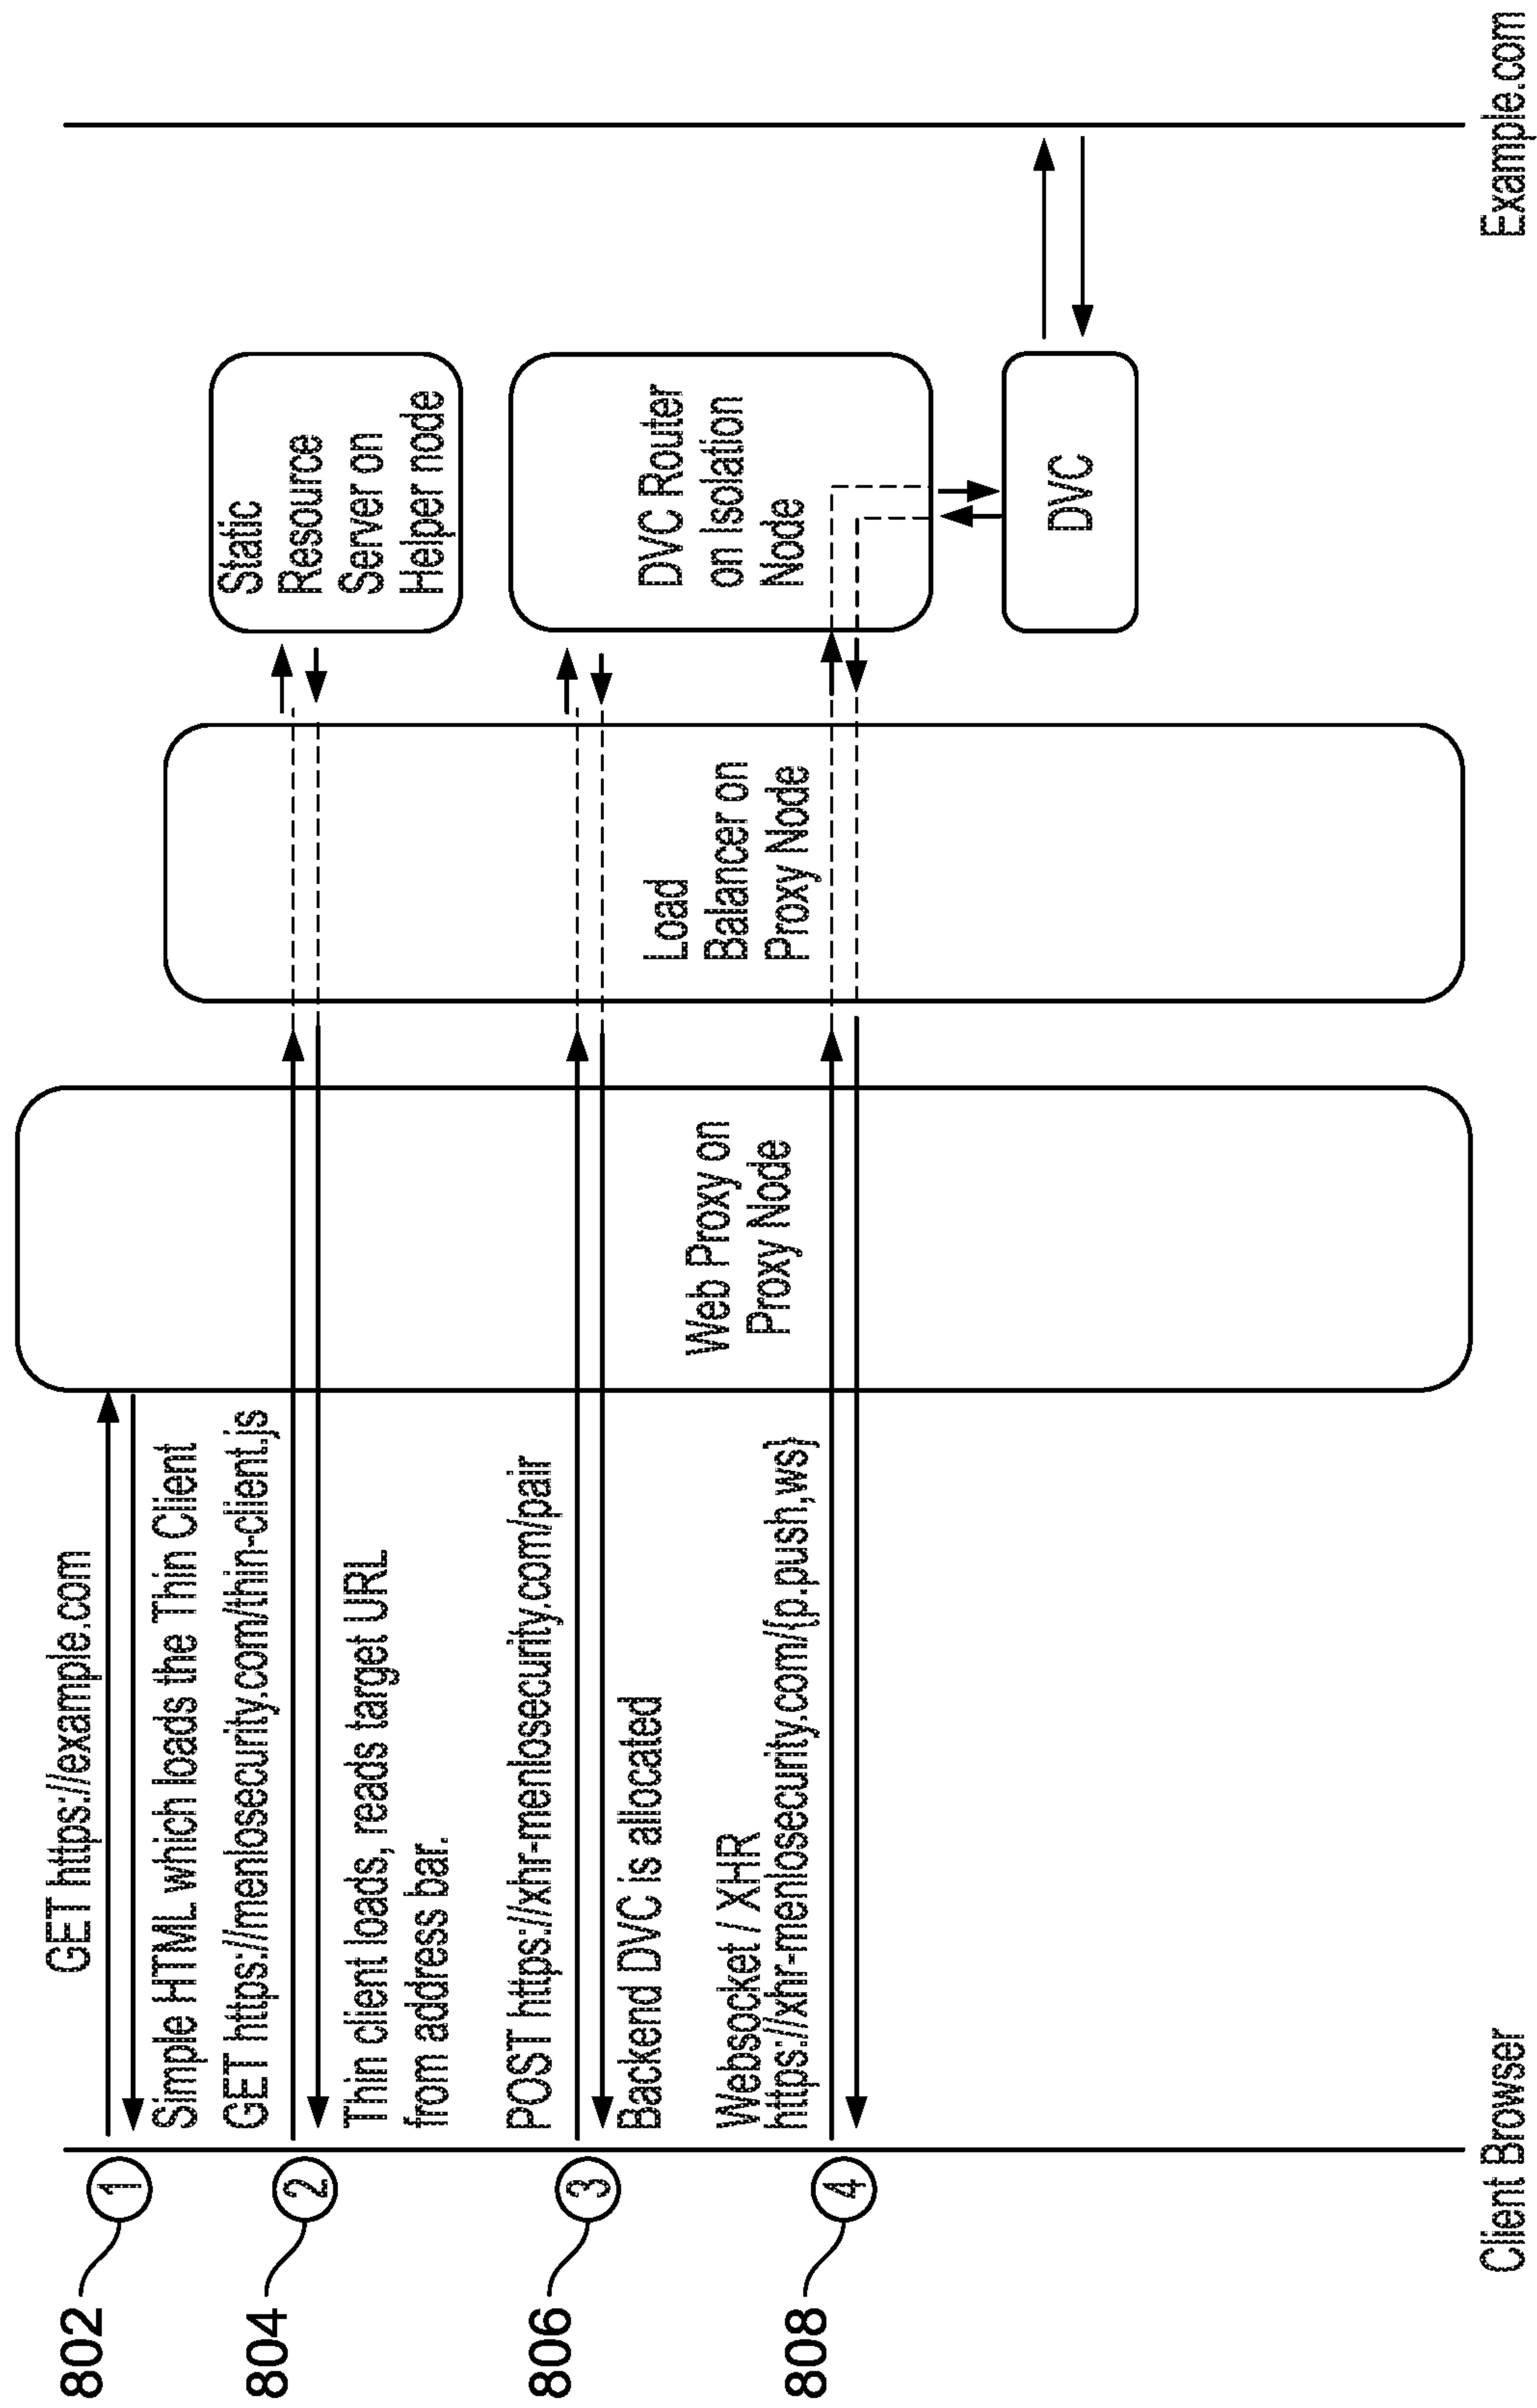 802
1
GET https://example.com
Simple HTML which loads the Thin Client
804
2
GET https://menlosecurity.com/thin-client.js
Thin client loads, reads target URL
from address bar.
806
3
POST https://xhr-menlosecurity.com/pair
Backend DVC is allocated
808
4
Websocket / XHR
https://xhr-menlosecurity.com/{p.push,ws}
Web Proxy on
Proxy Node
Load
Balancer on
Proxy Node
Static
Resource
Server on
Helper node
DVC Router
on Isolation
Node
DVC
Client Browser
Example.com